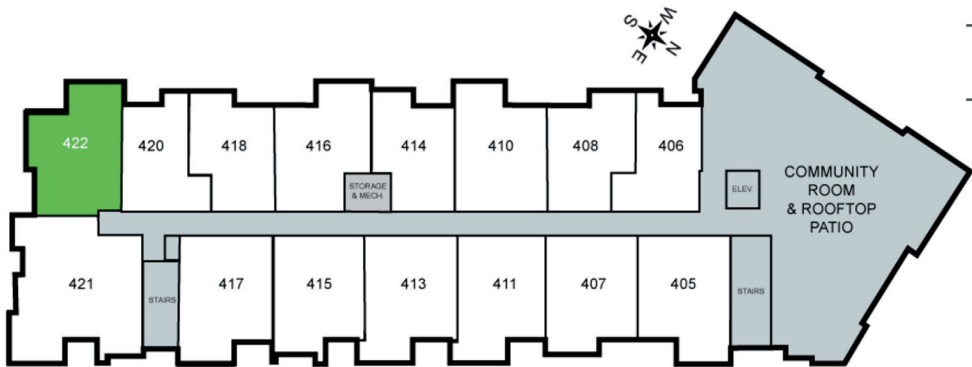 W
S
N
E
422
420
418
416
414
410
408
406
STORAGE
& MECH.
ELEV.
COMMUNITY
ROOM
& ROOFTOP
PATIO
421
STAIRS
417
415
413
411
407
405
STAIRS